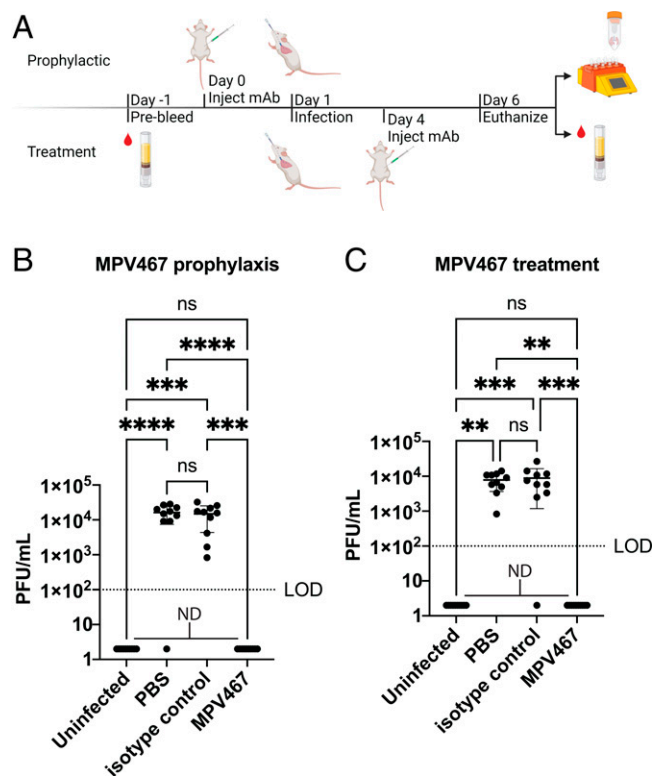 A
Prophylactic
Day -1
Pre-bleed
Day 0
Inject mAb
Day 1
Infection
Day 4
Inject mAb
Day 6
Euthanize
Treatment
B
MPV467 prophylaxis
ns
****
***
****
***
ns
1×10⁵
1×10⁴
1×10³
1×10²
10
1
PFU/mL
LOD
ND
Uninfected
PBS
isotype control
MPV467
C
MPV467 treatment
ns
**
***
***
**
ns
1×10⁵
1×10⁴
1×10³
1×10²
10
1
PFU/mL
LOD
ND
Uninfected
PBS
isotype control
MPV467